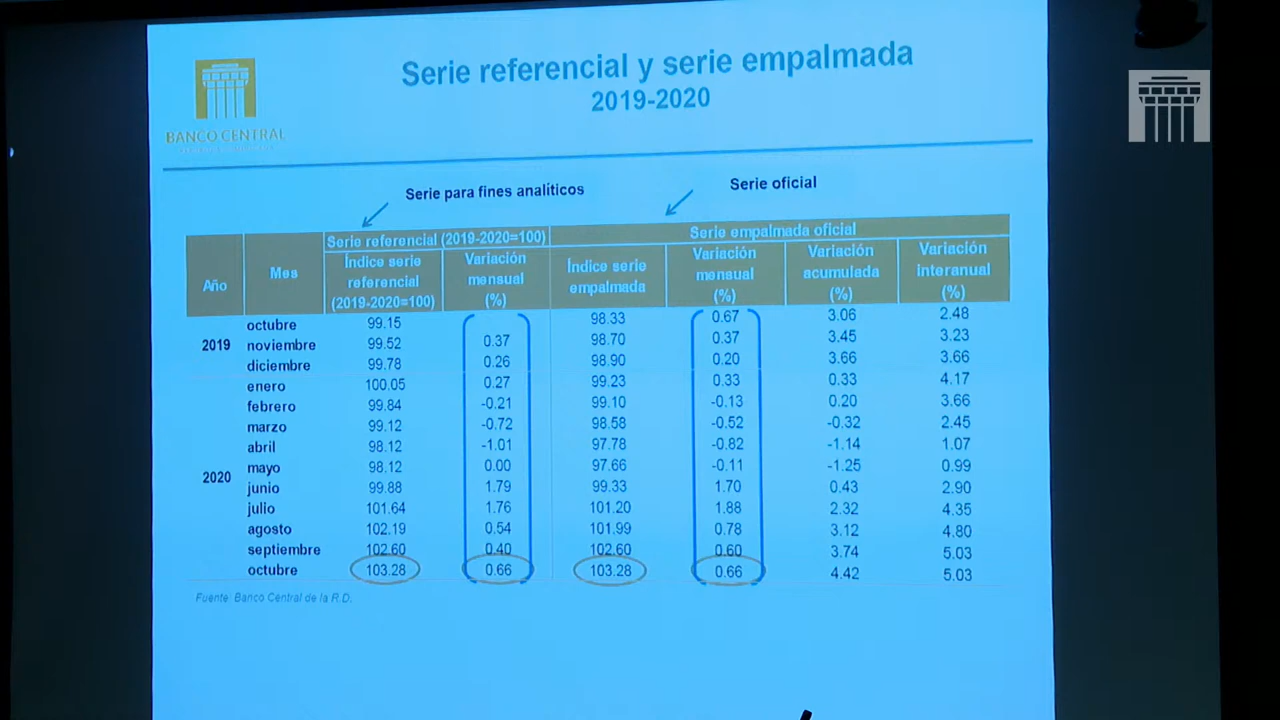 Serie referencial y serie empalmada
2019-2020
BANCO CENTRAL
Serie para fines analíticos
Serie oficial
Año
Mes
Serie referencial (2019-2020=100)
Serie empalmada oficial
Índice serie referencial (2019-2020=100)
Variación mensual (%)
Índice serie empalmada
Variación mensual (%)
Variación acumulada (%)
Variación interanual (%)
2019
octubre 99.15 98.33 0.67 3.06 2.48
noviembre 99.52 0.37 98.70 0.37 3.45 3.23
diciembre 99.78 0.26 98.90 0.20 3.66 3.66
2020
enero 100.05 0.27 99.23 0.33 0.33 4.17
febrero 99.84 -0.21 99.10 -0.13 0.20 3.66
marzo 99.12 -0.72 98.58 -0.52 -0.32 2.45
abril 98.12 -1.01 97.78 -0.82 -1.14 1.07
mayo 98.12 0.00 97.66 -0.11 -1.25 0.99
junio 99.88 1.79 99.33 1.70 0.43 2.90
julio 101.64 1.76 101.20 1.88 2.32 4.35
agosto 102.19 0.54 101.99 0.78 3.12 4.80
septiembre 102.60 0.40 102.60 0.60 3.74 5.03
octubre 103.28 0.66 103.28 0.66 4.42 5.03
Fuente: Banco Central de la R.D.